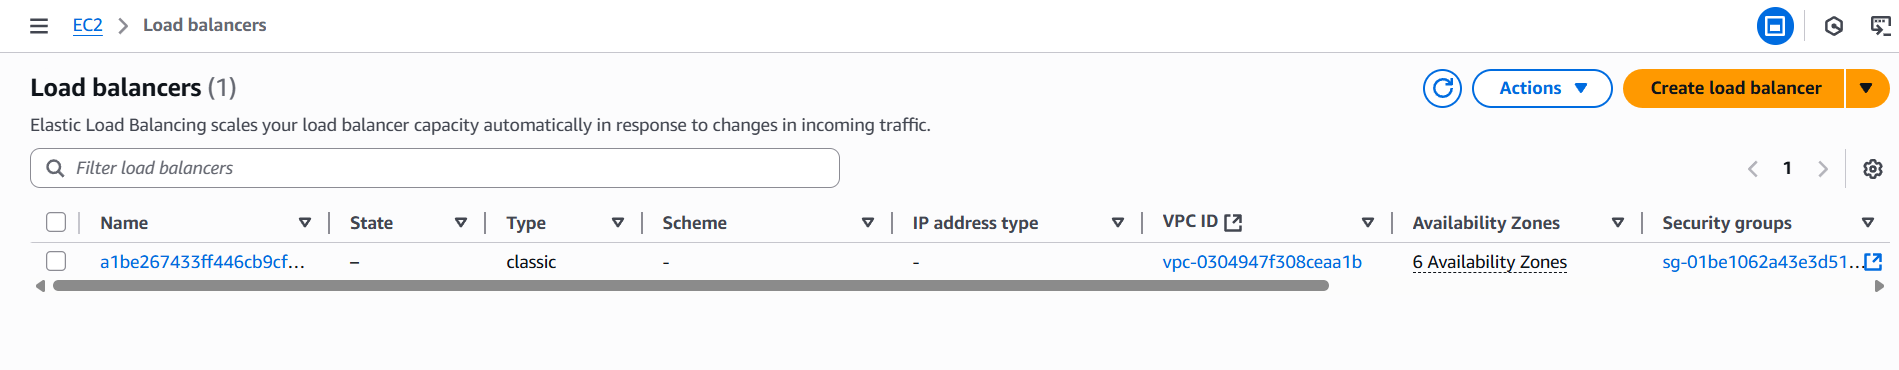 EC2 > Load balancers
Load balancers (1)
Actions
Create load balancer
Elastic Load Balancing scales your load balancer capacity automatically in response to changes in incoming traffic.
Filter load balancers
1
Name State Type Scheme IP address type VPC ID Availability Zones Security groups
a1be267433ff446cb9cf... – classic - - vpc-0304947f308ceaa1b 6 Availability Zones sg-01be1062a43e3d51...